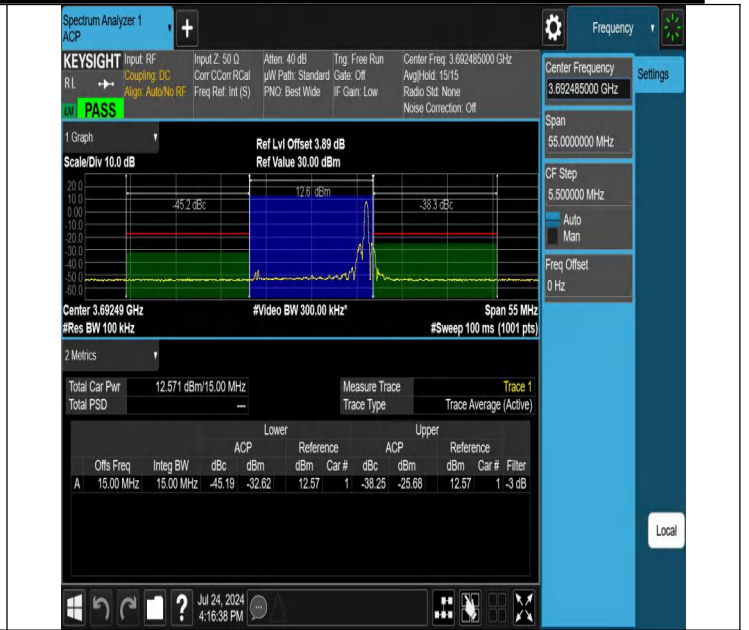 Spectrum Analyzer 1
ACP
+
Frequency
KEYSIGHT
RL
PASS
Input: RF
Coupling: DC
Align: Auto/No RF
Input Z: 50 Ω
Corr CCorr RCal
Freq Ref: Int (S)
Atten: 40 dB
µW Path: Standard
PNO: Best Wide
Trig: Free Run
Gate: Off
IF Gain: Low
Center Freq: 3.692485000 GHz
Avg|Hold: 15/15
Radio Std: None
Noise Correction: Off
Center Frequency
3.692485000 GHz
Settings
Span
55.0000000 MHz
CF Step
5.500000 MHz
Auto
Man
Freq Offset
0 Hz
1 Graph
Scale/Div 10.0 dB
Ref Lvl Offset 3.89 dB
Ref Value 30.00 dBm
20.0
10.0
0.00
-10.0
-20.0
-30.0
-40.0
-50.0
-60.0
-45.2 dBc
12.6 dBm
-38.3 dBc
Center 3.69249 GHz
#Video BW 300.00 kHz*
Span 55 MHz
#Res BW 100 kHz
#Sweep 100 ms (1001 pts)
2 Metrics
Total Car Pwr 12.571 dBm/15.00 MHz
Total PSD ---
Measure Trace Trace 1
Trace Type Trace Average (Active)
Lower Upper
ACP Reference ACP Reference
Offs Freq Integ BW dBc dBm dBm Car # dBc dBm dBm Car # Filter
A 15.00 MHz 15.00 MHz -45.19 -32.62 12.57 1 -38.25 -25.68 12.57 1 -3 dB
Local
?
Jul 24, 2024
4:16:38 PM